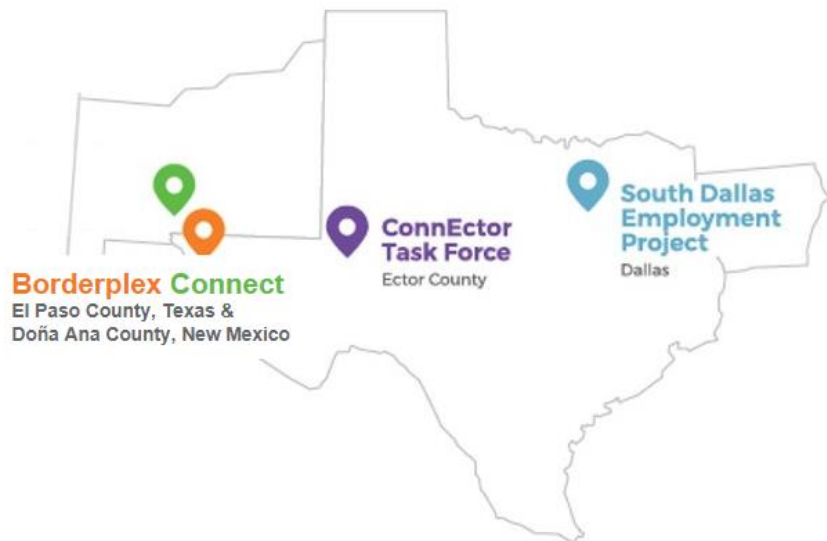 Borderplex Connect
El Paso County, Texas &
Doña Ana County, New Mexico
ConnEctor
Task Force
Ector County
South Dallas
Employment
Project
Dallas